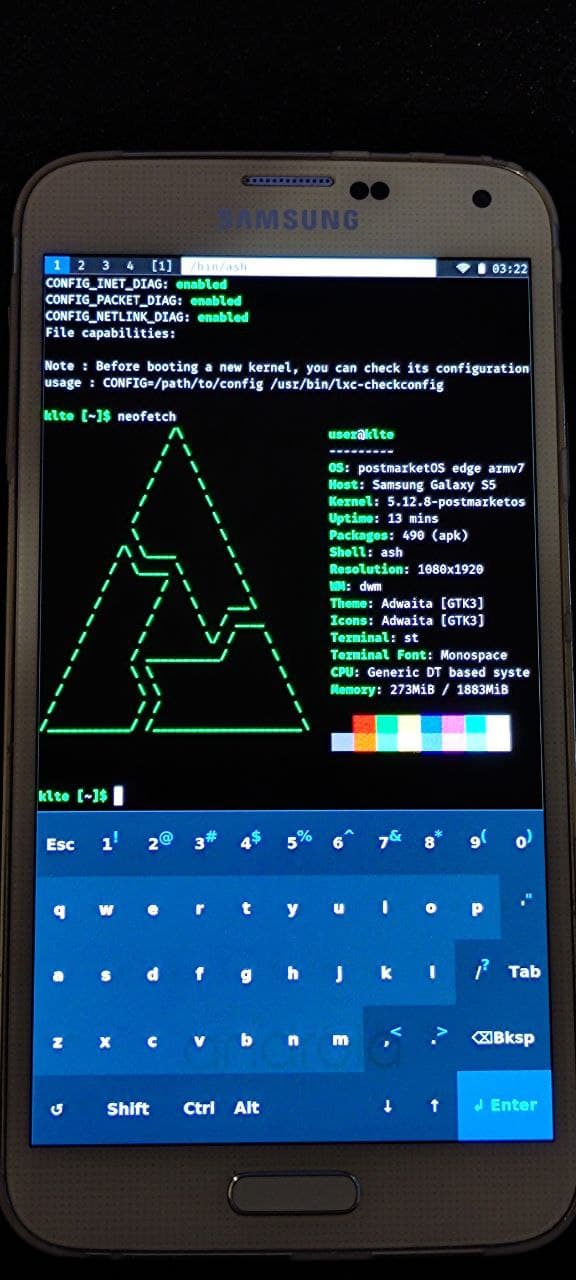 SAMSUNG
1 2 3 4 [1] /bin/ash 03:22
CONFIG_INET_DIAG: enabled
CONFIG_PACKET_DIAG: enabled
CONFIG_NETLINK_DIAG: enabled
File capabilities:
Note : Before booting a new kernel, you can check its configuration
usage : CONFIG=/path/to/config /usr/bin/lxc-checkconfig
klte [~]$ neofetch
user@klte
---------
OS: postmarketOS edge armv7
Host: Samsung Galaxy S5
Kernel: 5.12.8-postmarketos
Uptime: 13 mins
Packages: 490 (apk)
Shell: ash
Resolution: 1080x1920
WM: dwm
Theme: Adwaita [GTK3]
Icons: Adwaita [GTK3]
Terminal: st
Terminal Font: Monospace
CPU: Generic DT based syste
Memory: 273MiB / 1883MiB
klte [~]$
Esc 1! 2@ 3# 4$ 5% 6^ 7& 8* 9( 0)
q w e r t y u i o p '"
a s d f g h j k l /? Tab
z x c v b n m ,< .> ⌫Bksp
↺ Shift Ctrl Alt ↓ ↑ ↲ Enter
android